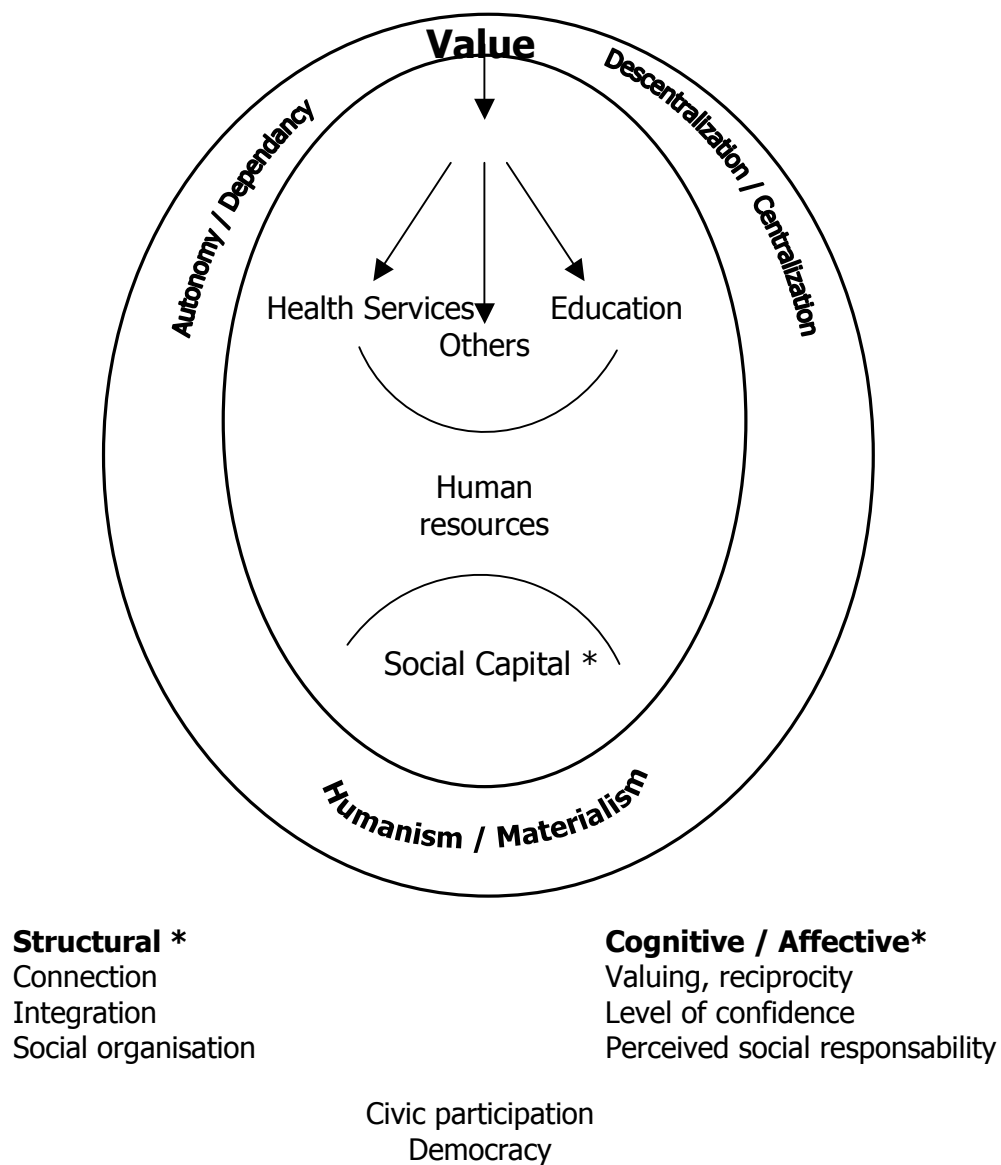 Value
Autonomy / Dependancy
Descentralization / Centralization
Health Services
Education
Others
Human
resources
Social Capital *
Humanism / Materialism
Structural *
Connection
Integration
Social organisation
Cognitive / Affective*
Valuing, reciprocity
Level of confidence
Perceived social responsability
Civic participation
Democracy